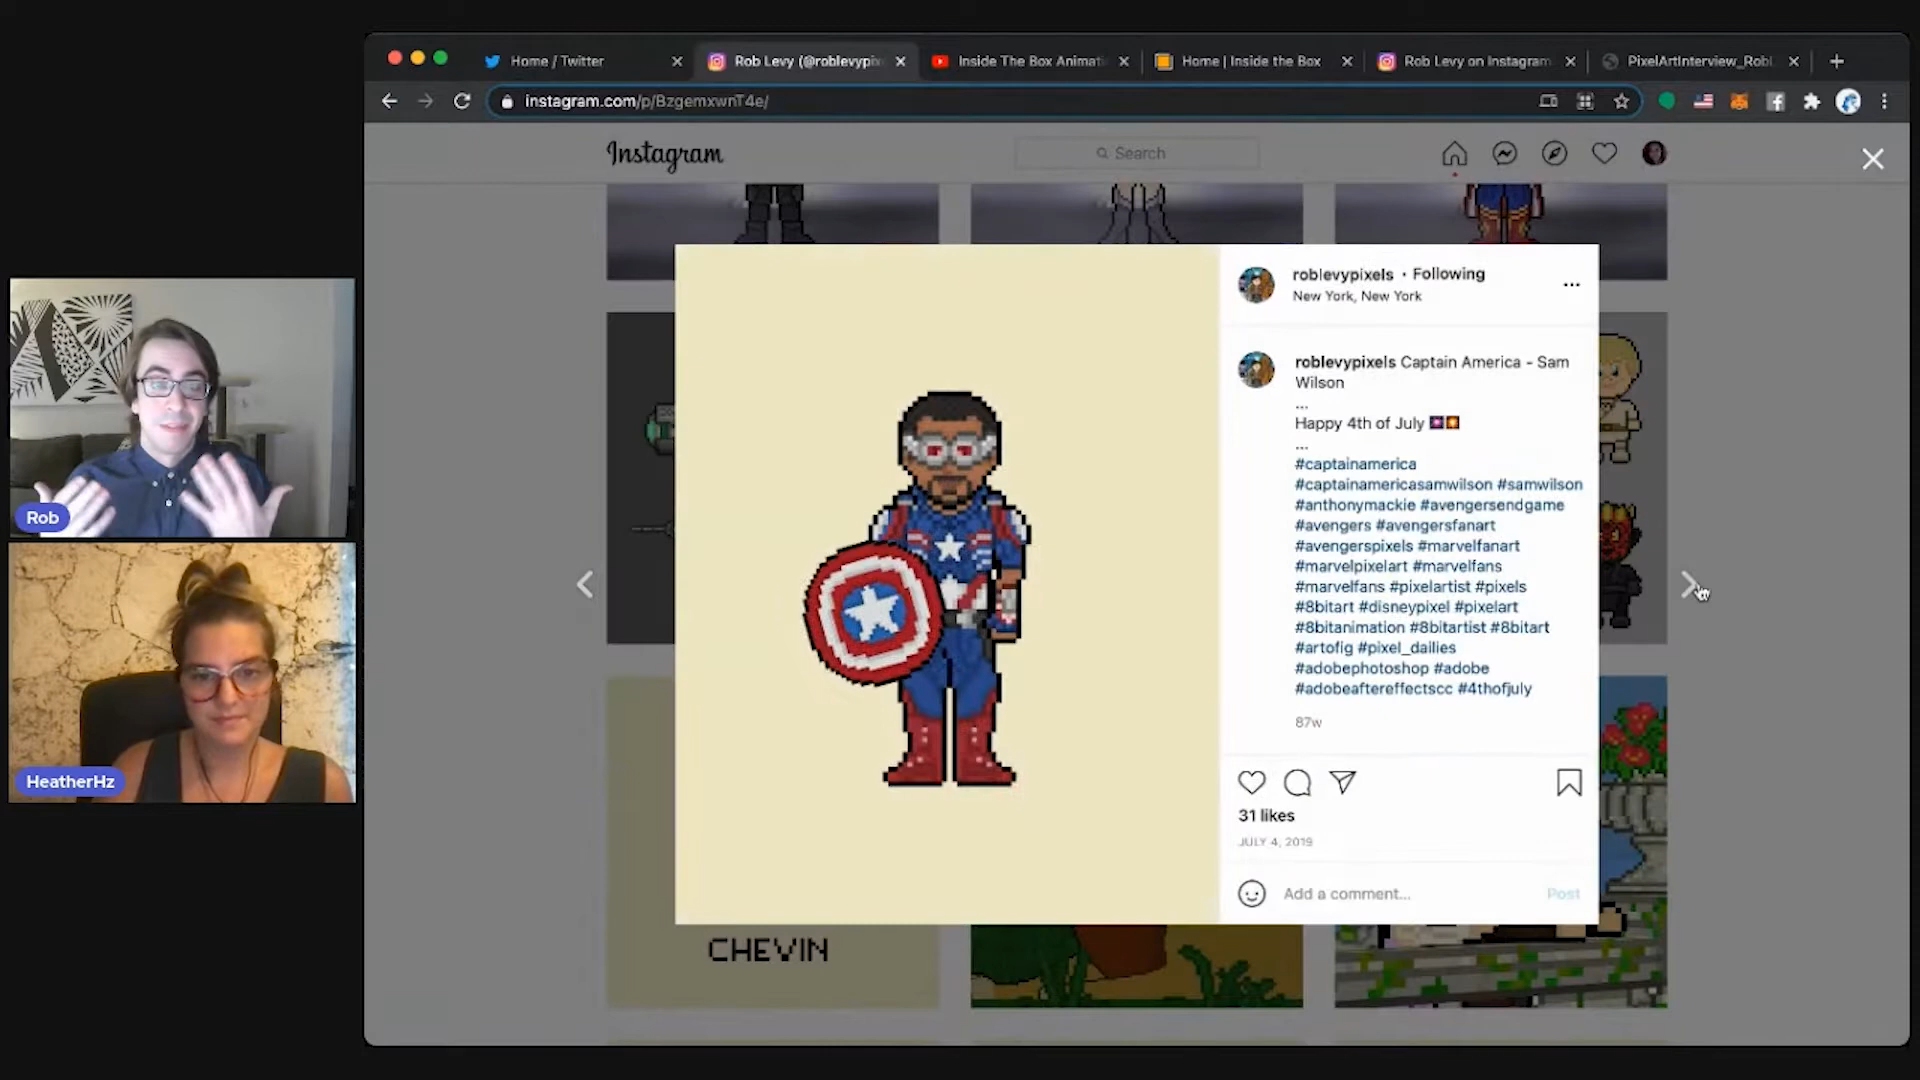 Home / Twitter
Rob Levy (@roblevypix
Inside The Box Animati
Home | Inside the Box
Rob Levy on Instagram
PixelArtInterview_Robl
instagram.com/p/BzgemxwnT4e/
Instagram
Search
roblevypixels • Following
New York, New York
roblevypixels Captain America - Sam
Wilson
...
Happy 4th of July
...
#captainamerica
#captainamericasamwilson #samwilson
#anthonymackie #avengersendgame
#avengers #avengersfanart
#avengerspixels #marvelfanart
#marvelpixelart #marvelfans
#marvelfans #pixelartist #pixels
#8bitart #disneypixel #pixelart
#8bitanimation #8bitartist #8bitart
#artofig #pixel_dailies
#adobephotoshop #adobe
#adobeaftereffectscc #4thofjuly
87w
31 likes
JULY 4, 2019
Add a comment...
Post
CHEVIN
Rob
HeatherHz